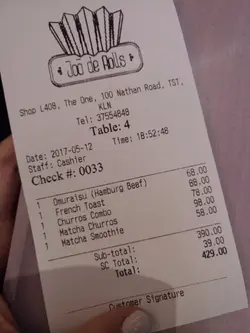 Joo de Rolls
Shop L408, The One, 100 Nathan Road, TST,
KLN
Tel: 37554848
Table: 4
Date: 2017-05-12 Time: 18:52:48
Staff: Cashier
Check #: 0033
1 Omuraisu (Hamburg Beef) 68.00
1 French Toast 88.00
1 Churros Combo 78.00
1 Matcha Churros 98.00
1 Matcha Smoothie 58.00
Sub-total: 390.00
SC Total: 39.00
Total: 429.00
Customer Signature